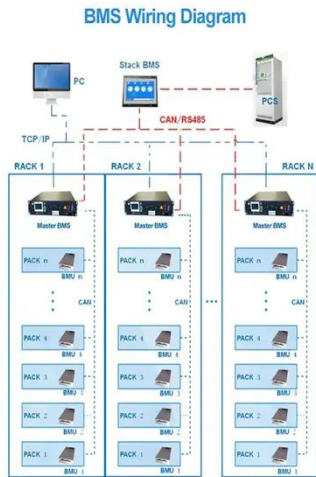 BMS Wiring Diagram
Stack BMS
PC
PCS
CAN/RS485
TCP/IP
RACK 1
RACK 2
RACK N
Master BMS
Master BMS
Master BMS
PACK n
BMU n
PACK n
BMU n
PACK n
BMU n
CAN
CAN
CAN
PACK 4
BMU 4
PACK 4
BMU 4
PACK 4
BMU 4
PACK 3
BMU 3
PACK 3
BMU 3
PACK 3
BMU 3
PACK 2
BMU 2
PACK 2
BMU 2
PACK 2
BMU 2
PACK 1
BMU 1
PACK 1
BMU 1
PACK 1
BMU 1